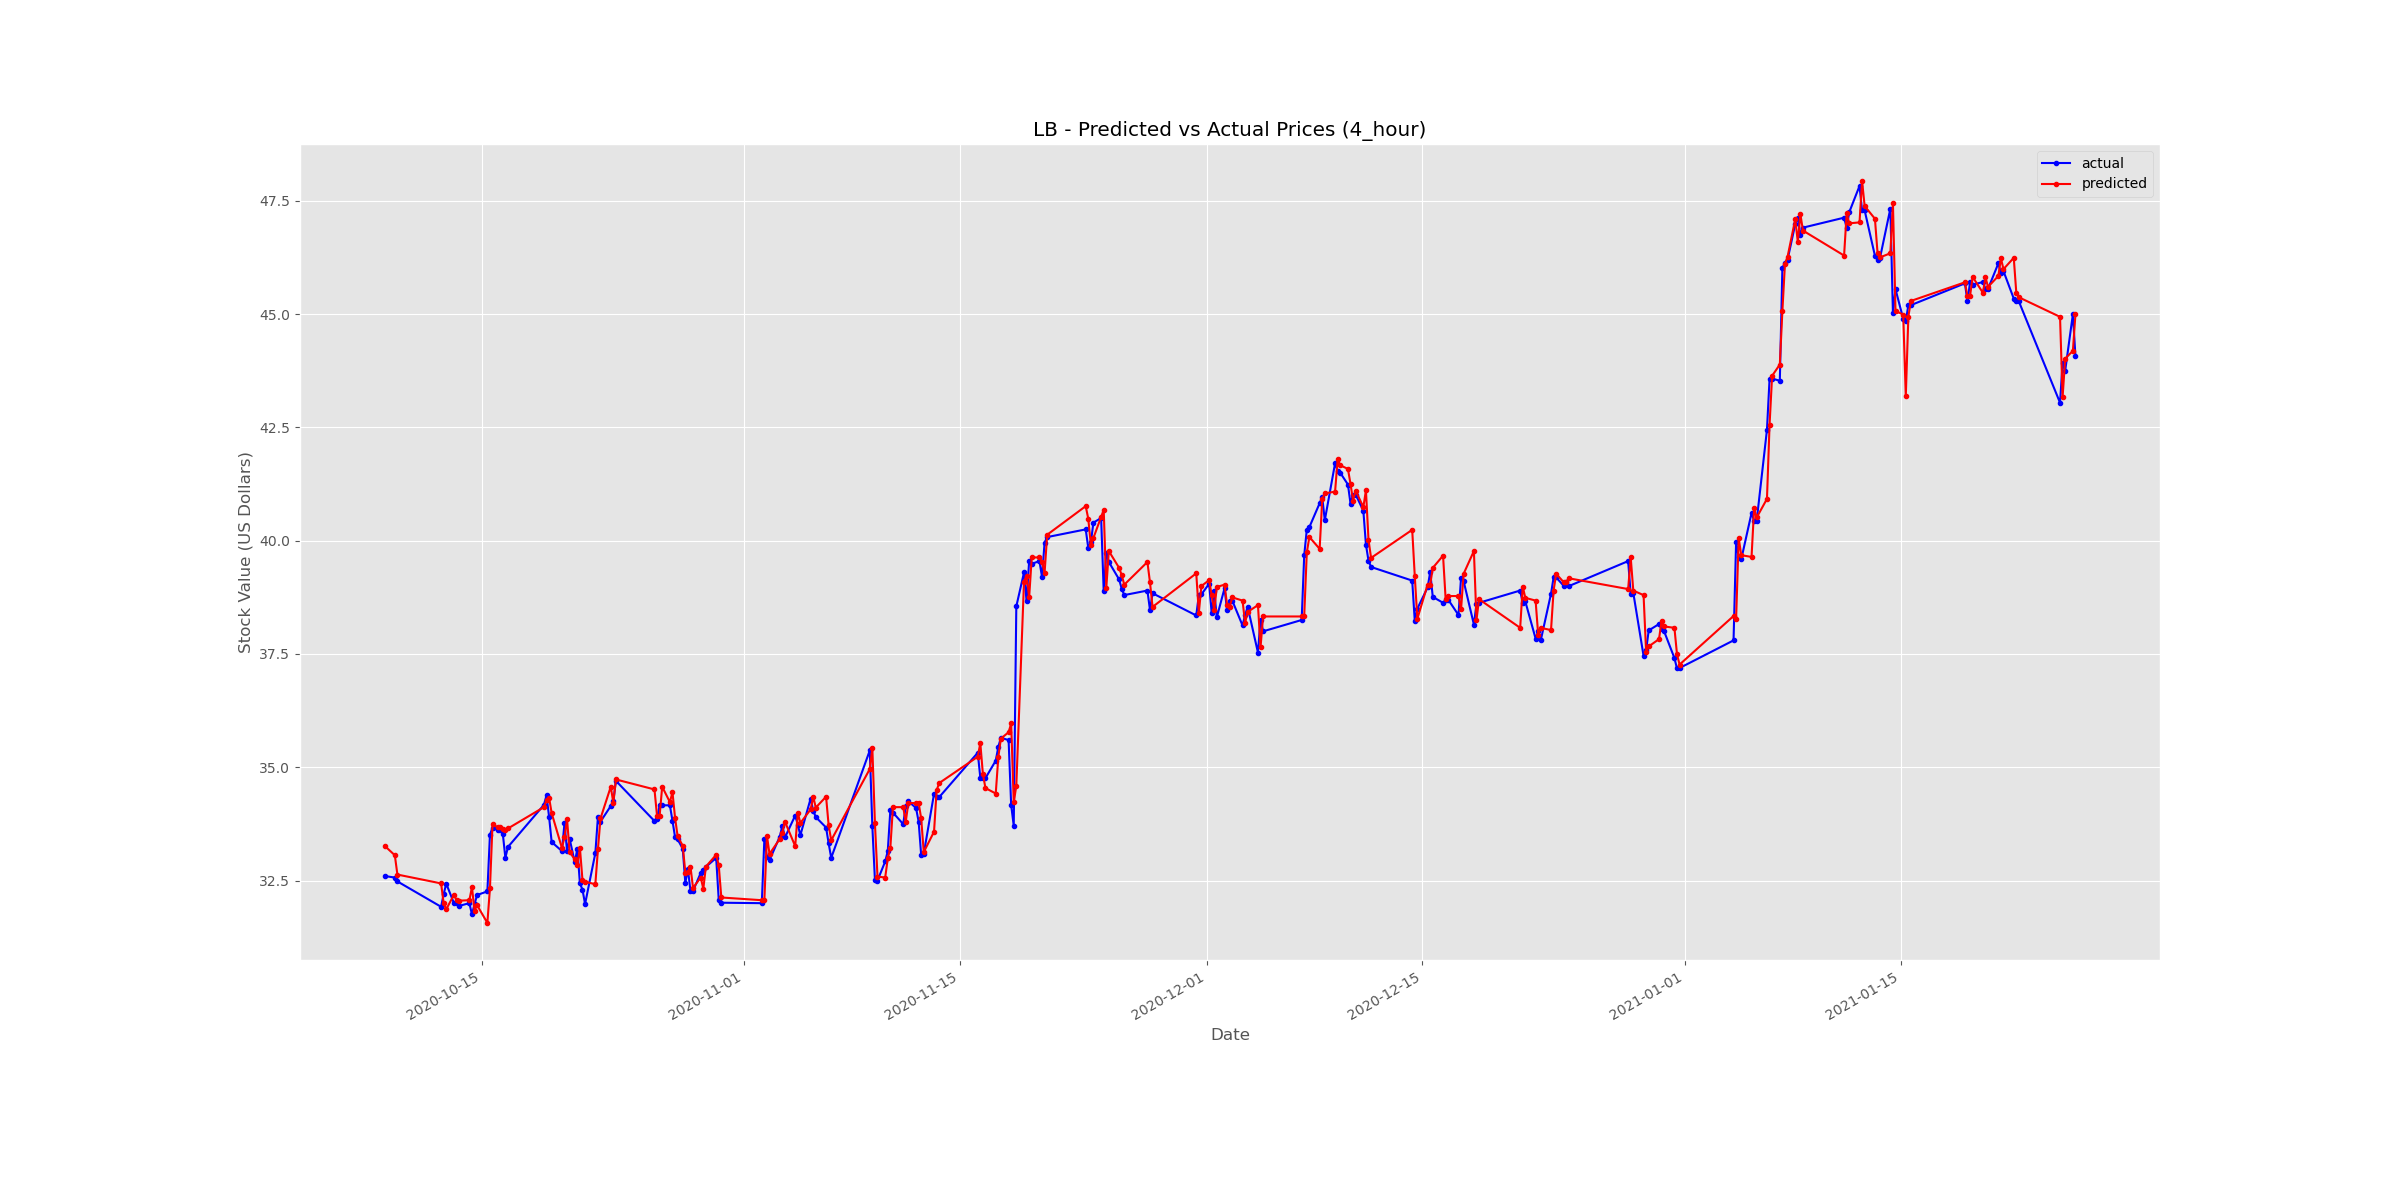 LB - Predicted vs Actual Prices (4_hour)
actual
predicted
47.5
45.0
42.5
40.0
37.5
35.0
32.5
Stock Value (US Dollars)
2020-10-15
2020-11-01
2020-11-15
2020-12-01
2020-12-15
2021-01-01
2021-01-15
Date